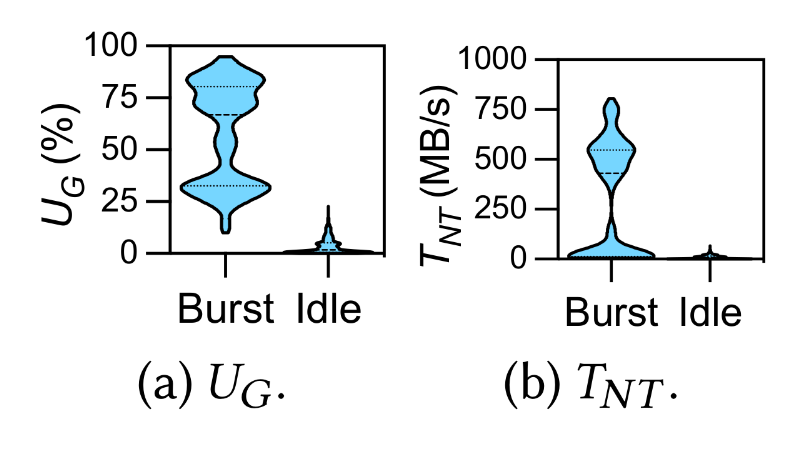 100
75
50
25
0
U_G (%)
Burst Idle
(a) U_G.
1000
750
500
250
0
T_NT (MB/s)
Burst Idle
(b) T_NT.